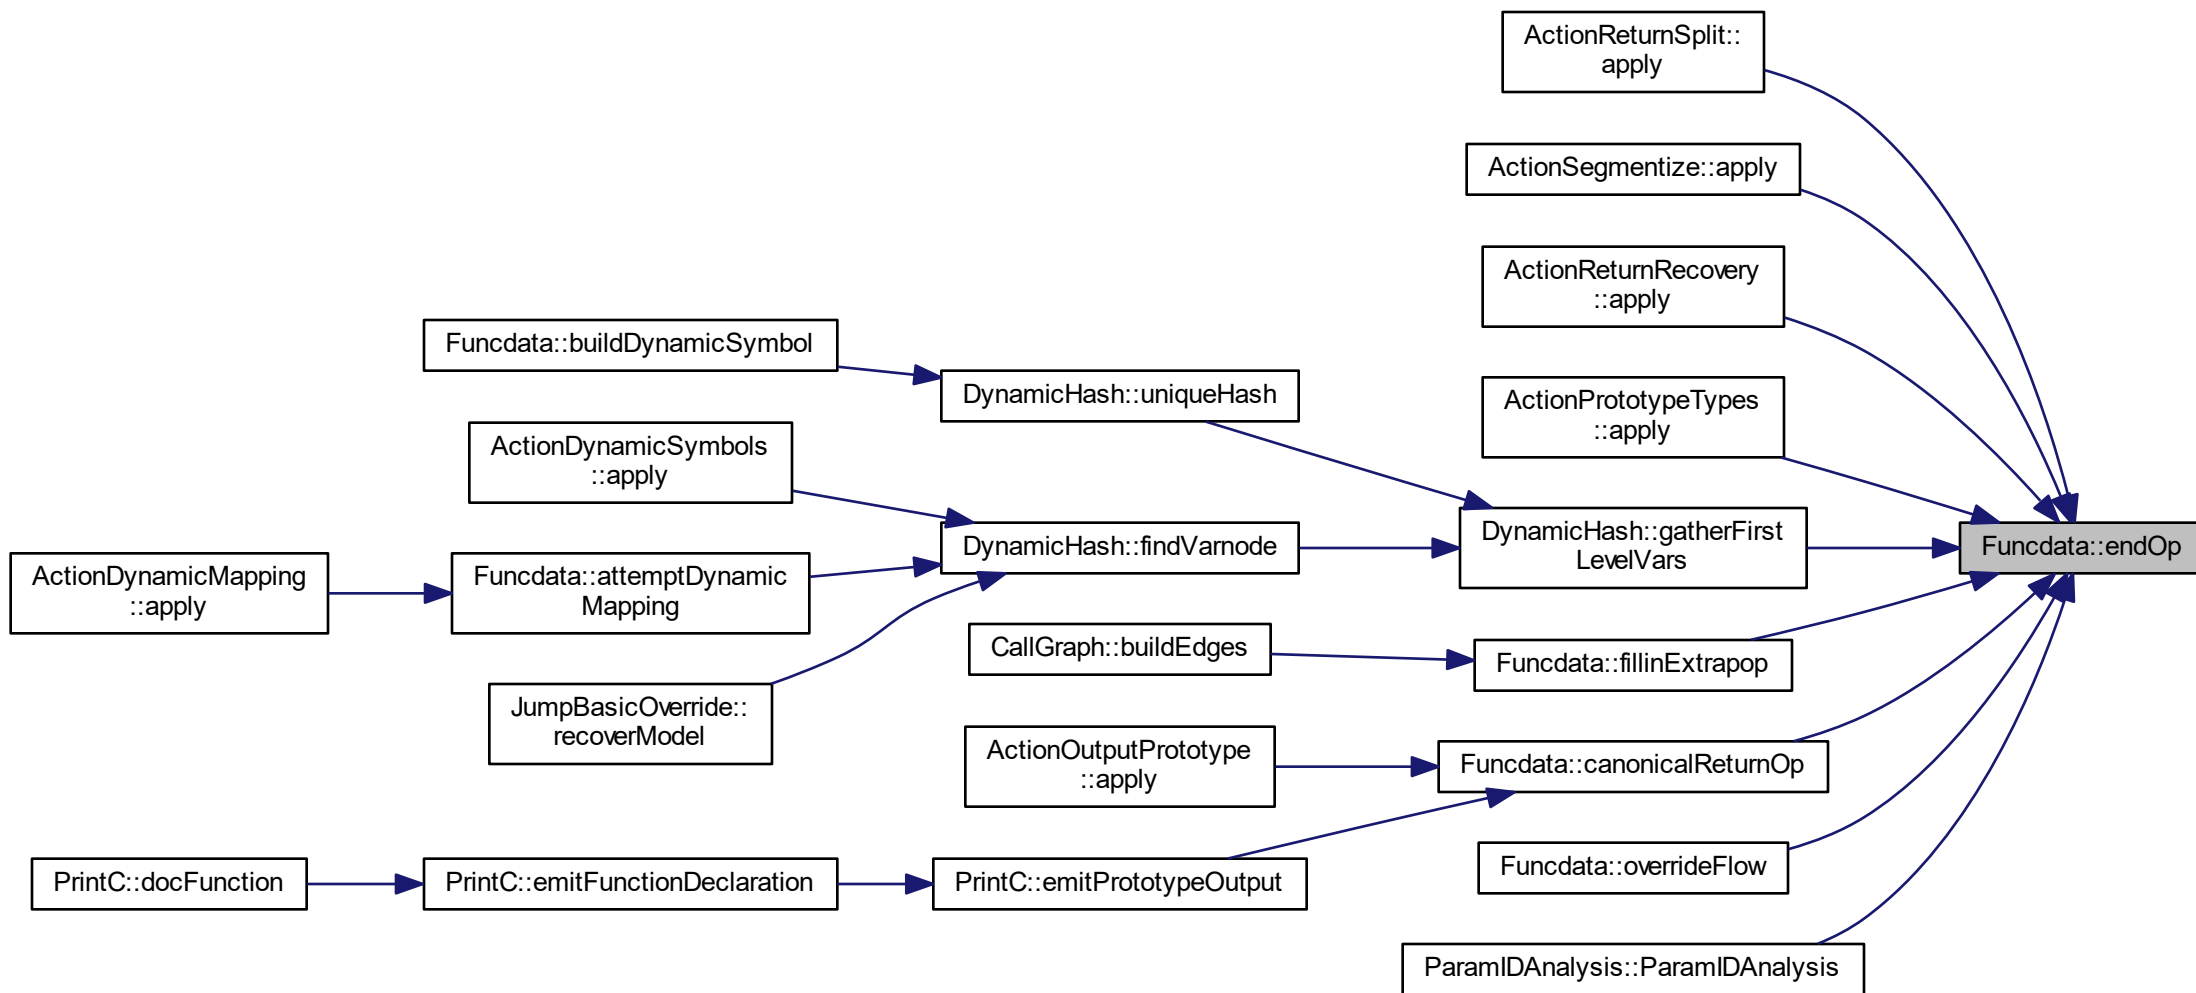 ActionReturnSplit::
apply
ActionSegmentize::apply
ActionReturnRecovery
::apply
Funcdata::buildDynamicSymbol
DynamicHash::uniqueHash
ActionPrototypeTypes
::apply
ActionDynamicSymbols
::apply
DynamicHash::findVarnode
DynamicHash::gatherFirst
LevelVars
Funcdata::endOp
ActionDynamicMapping
::apply
Funcdata::attemptDynamic
Mapping
CallGraph::buildEdges
Funcdata::fillinExtrapop
JumpBasicOverride::
recoverModel
ActionOutputPrototype
::apply
Funcdata::canonicalReturnOp
PrintC::docFunction
PrintC::emitFunctionDeclaration
PrintC::emitPrototypeOutput
Funcdata::overrideFlow
ParamIDAnalysis::ParamIDAnalysis